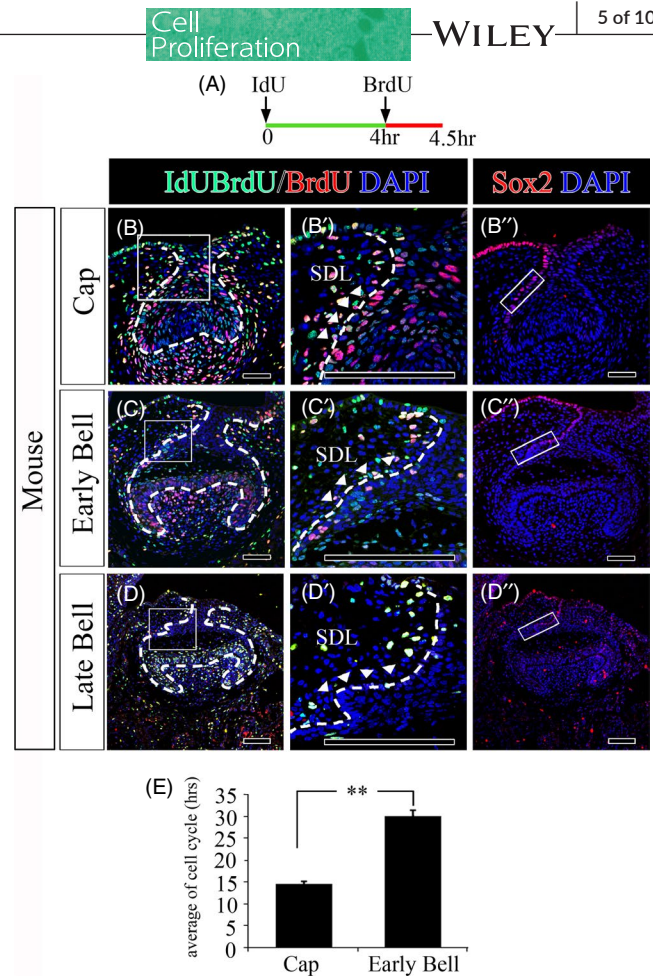 Cell
Proliferation
WILEY
5 of 10
(A)
IdU BrdU
0 4hr 4.5hr
IdUBrdU/BrdU DAPI
Sox2 DAPI
Mouse
Cap
(B)
(B′)
SDL
(B″)
Early Bell
(C)
(C′)
SDL
(C″)
Late Bell
(D)
(D′)
SDL
(D″)
(E)
average of cell cycle (hrs)
35
30
25
20
15
10
5
0
**
Cap
Early Bell